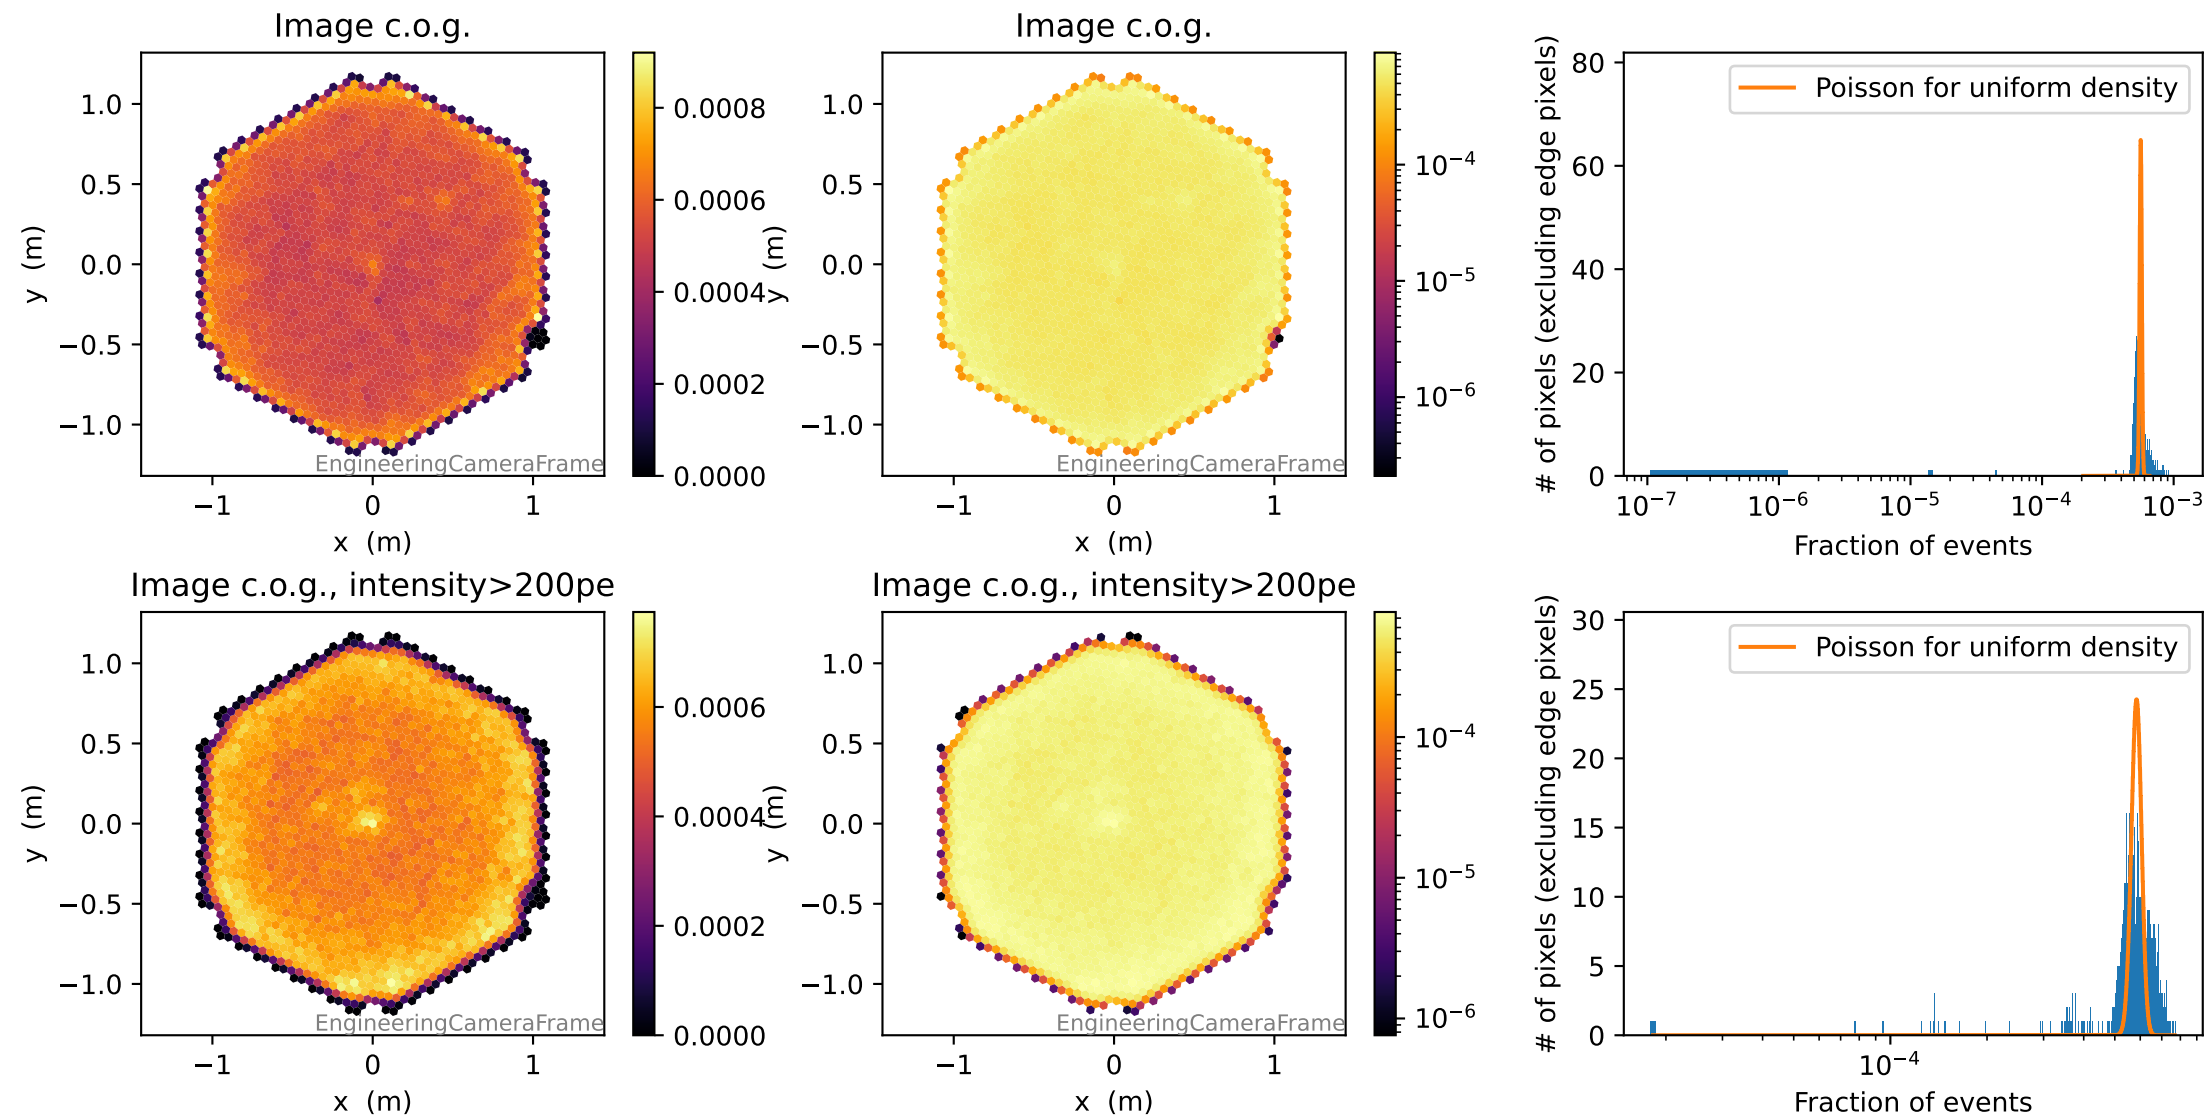 Image c.o.g.
1.0
0.5
0.0
−0.5
−1.0
y (m)
−1 0 1
x (m)
EngineeringCameraFrame
0.0008
0.0006
0.0004
0.0002
0.0000
Image c.o.g.
1.0
0.5
0.0
−0.5
−1.0
y (m)
−1 0 1
x (m)
EngineeringCameraFrame
10⁻⁴
10⁻⁵
10⁻⁶
# of pixels (excluding edge pixels)
80
60
40
20
0
Poisson for uniform density
10⁻⁷ 10⁻⁶ 10⁻⁵ 10⁻⁴ 10⁻³
Fraction of events
Image c.o.g., intensity>200pe
1.0
0.5
0.0
−0.5
−1.0
y (m)
−1 0 1
x (m)
EngineeringCameraFrame
0.0006
0.0004
0.0002
0.0000
Image c.o.g., intensity>200pe
1.0
0.5
0.0
−0.5
−1.0
y (m)
−1 0 1
x (m)
EngineeringCameraFrame
10⁻⁴
10⁻⁵
10⁻⁶
# of pixels (excluding edge pixels)
30
25
20
15
10
5
0
Poisson for uniform density
10⁻⁴
Fraction of events